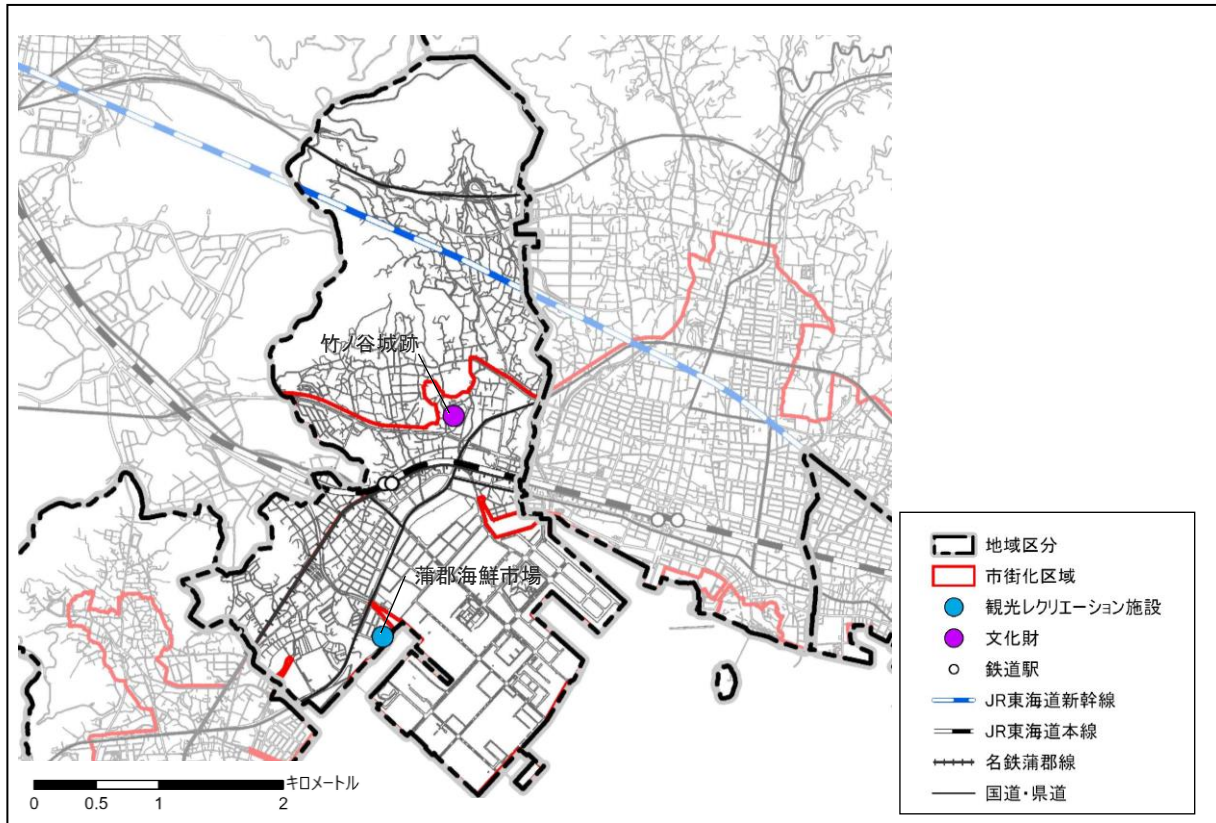 竹ノ谷城跡
蒲郡海鮮市場
キロメートル
0 0.5 1 2
地域区分
市街化区域
観光レクリエーション施設
文化財
鉄道駅
JR東海道新幹線
JR東海道本線
名鉄蒲郡線
国道・県道